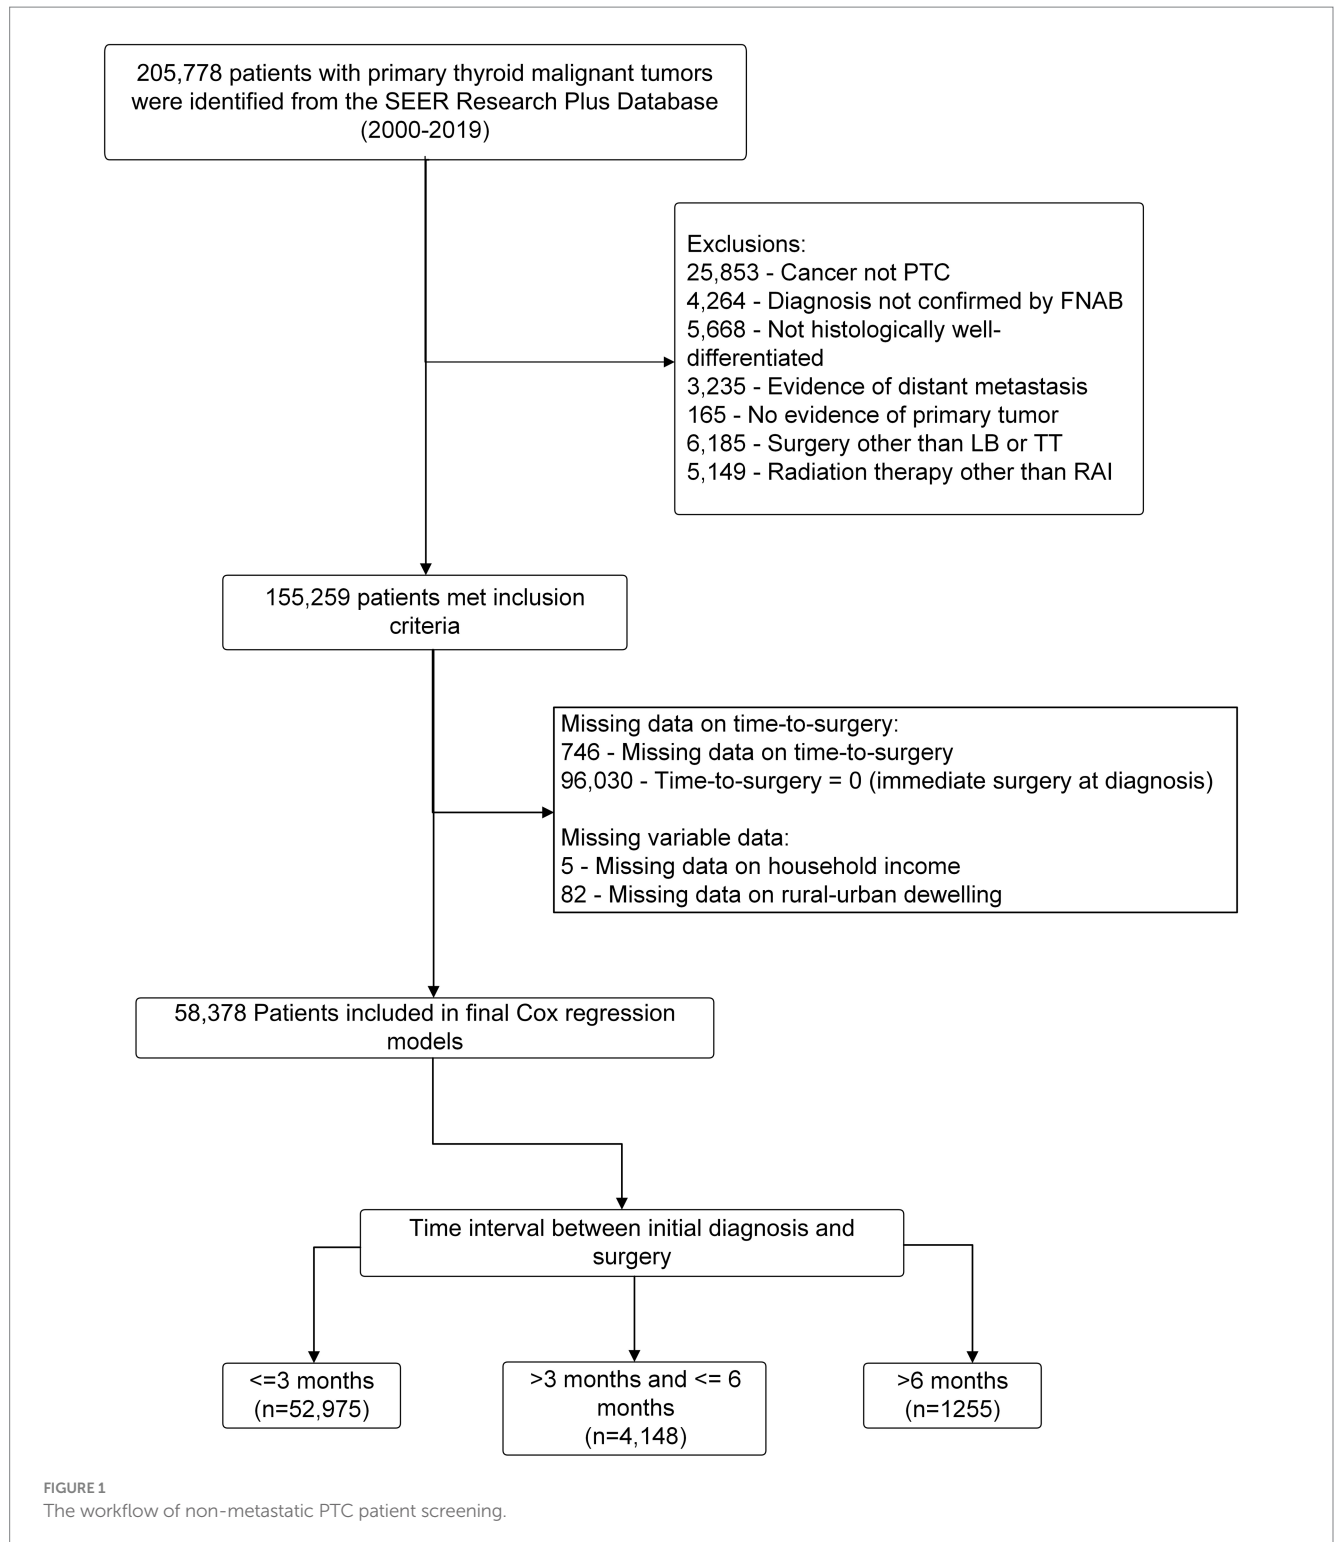 205,778 patients with primary thyroid malignant tumors
were identified from the SEER Research Plus Database
(2000-2019)
Exclusions:
25,853 - Cancer not PTC
4,264 - Diagnosis not confirmed by FNAB
5,668 - Not histologically well-
differentiated
3,235 - Evidence of distant metastasis
165 - No evidence of primary tumor
6,185 - Surgery other than LB or TT
5,149 - Radiation therapy other than RAI
155,259 patients met inclusion
criteria
Missing data on time-to-surgery:
746 - Missing data on time-to-surgery
96,030 - Time-to-surgery = 0 (immediate surgery at diagnosis)
Missing variable data:
5 - Missing data on household income
82 - Missing data on rural-urban dewelling
58,378 Patients included in final Cox regression
models
Time interval between initial diagnosis and
surgery
<=3 months
(n=52,975)
>3 months and <= 6
months
(n=4,148)
>6 months
(n=1255)
FIGURE 1
The workflow of non-metastatic PTC patient screening.